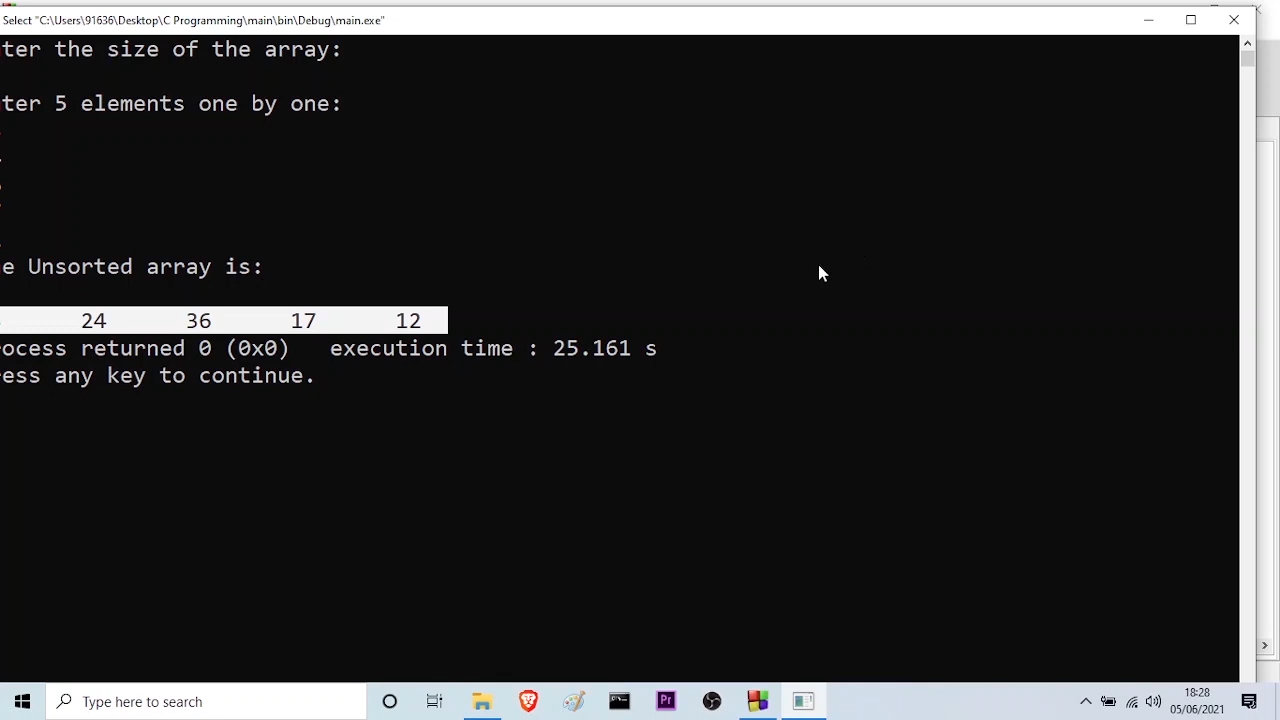 Select "C:\Users\91636\Desktop\C Programming\main\bin\Debug\main.exe"
ter the size of the array:
ter 5 elements one by one:
e Unsorted array is:
24 36 17 12
ocess returned 0 (0x0) execution time : 25.161 s
ess any key to continue.
Type here to search
Pr
18:28
05/06/2021